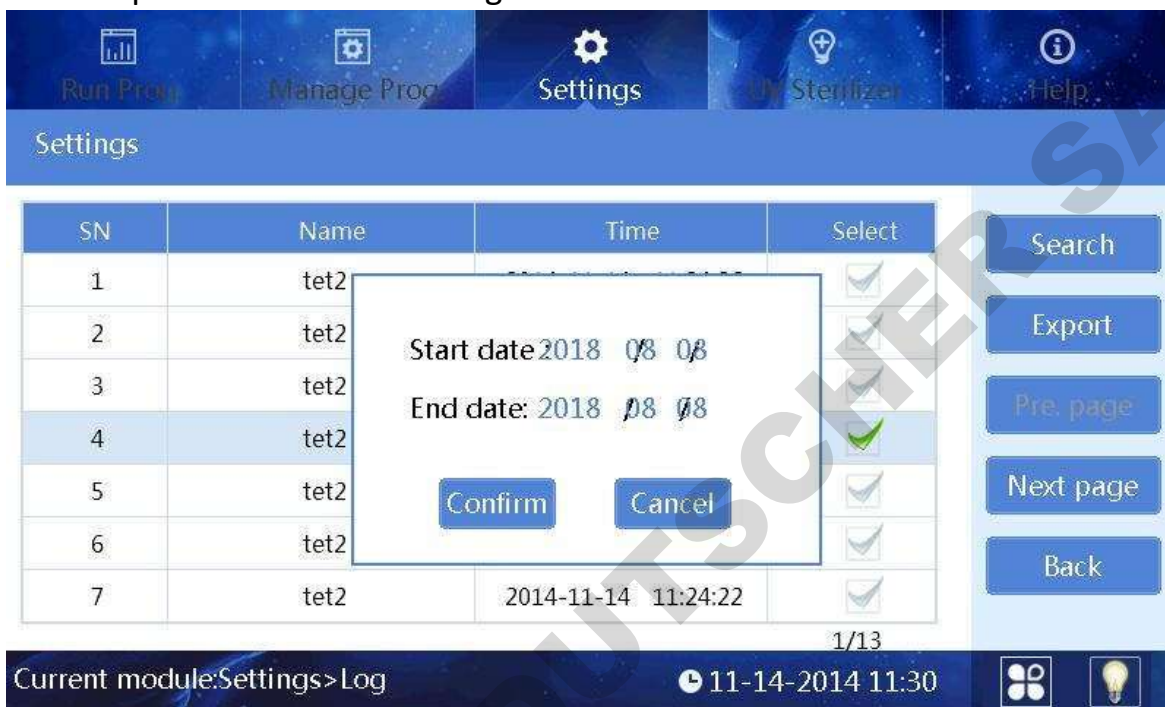 Run Prog Manage Prog Settings UV Sterilizer Help
Settings
SN Name Time Select
Search
1 tet2
Export
2 tet2
Start date: 2018 / 08 / 08
3 tet2
Pre. page
End date: 2018 / 08 / 08
4 tet2
Next page
5 tet2
Confirm Cancel
6 tet2
Back
7 tet2 2014-11-14 11:24:22
1/13
Current module:Settings>Log 11-14-2014 11:30